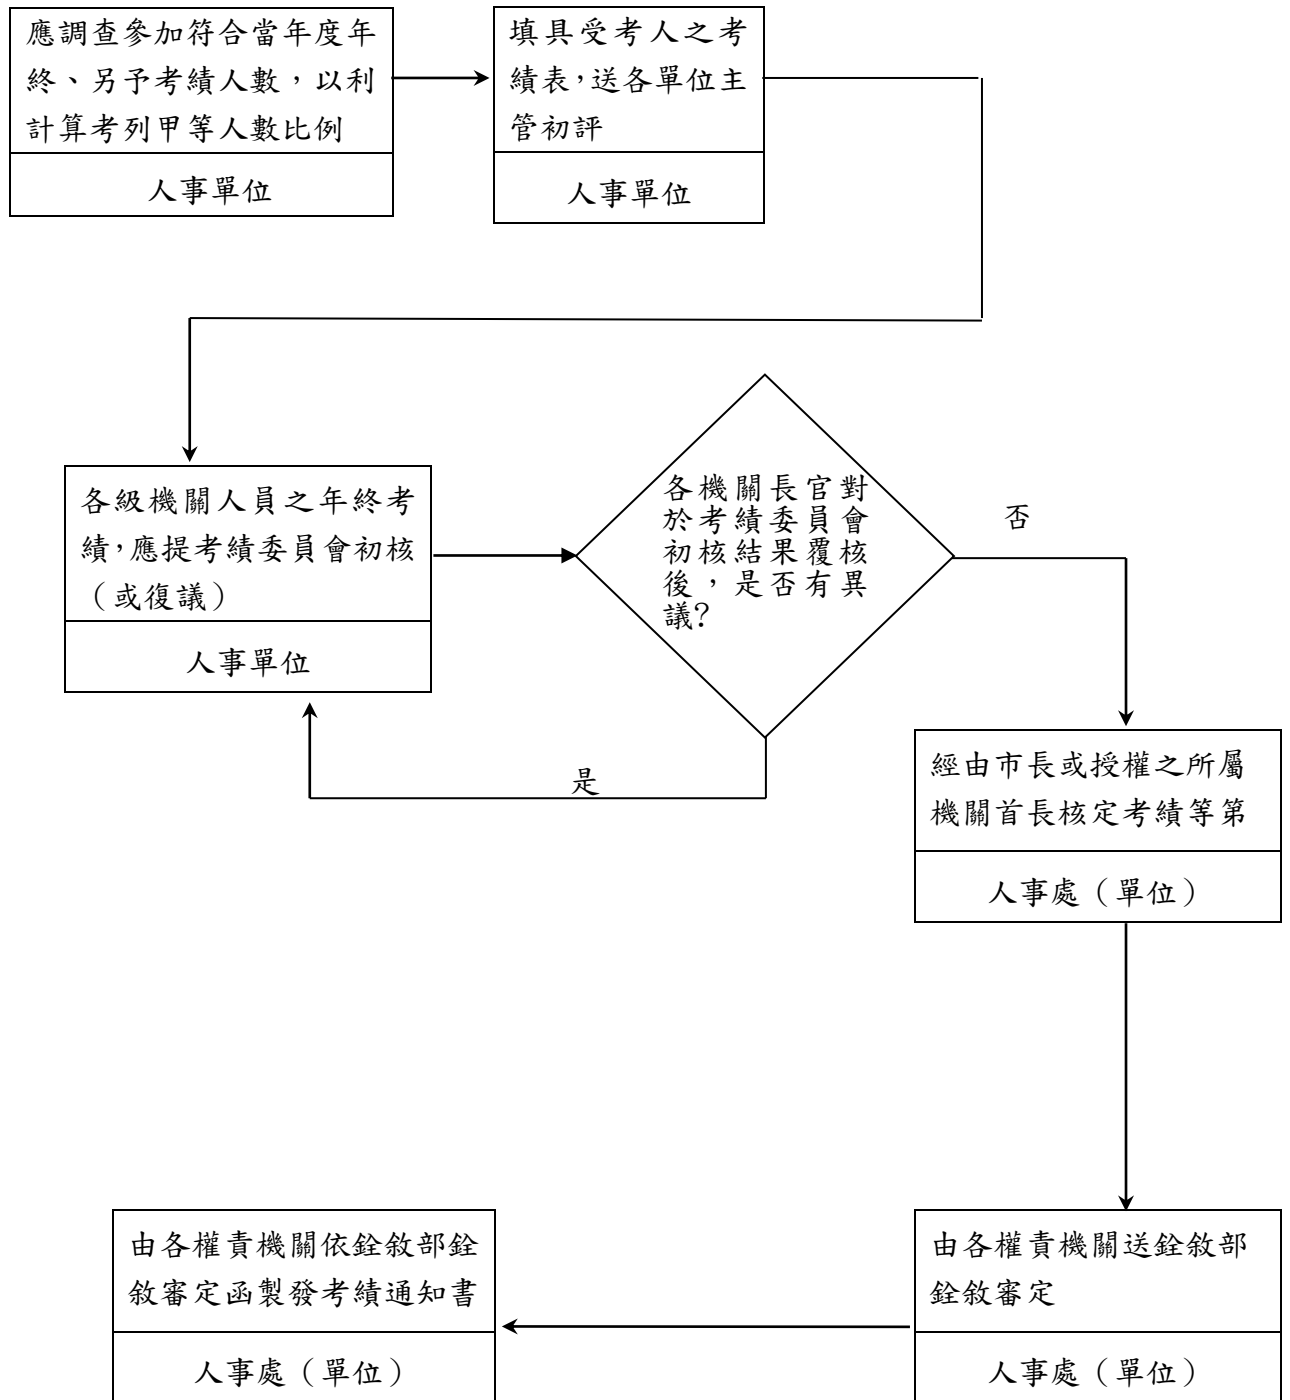 應調查參加符合當年度年
終、另予考績人數，以利
計算考列甲等人數比例
人事單位
填具受考人之考
績表，送各單位主
管初評
人事單位
各級機關人員之年終考
績，應提考績委員會初核
（或復議）
人事單位
各機關長官對
於考績委員會
初核結果覆核
後，是否有異
議?
否
是
經由市長或授權之所屬
機關首長核定考績等第
人事處（單位）
由各權責機關送銓敘部
銓敘審定
人事處（單位）
由各權責機關依銓敘部銓
敘審定函製發考績通知書
人事處（單位）